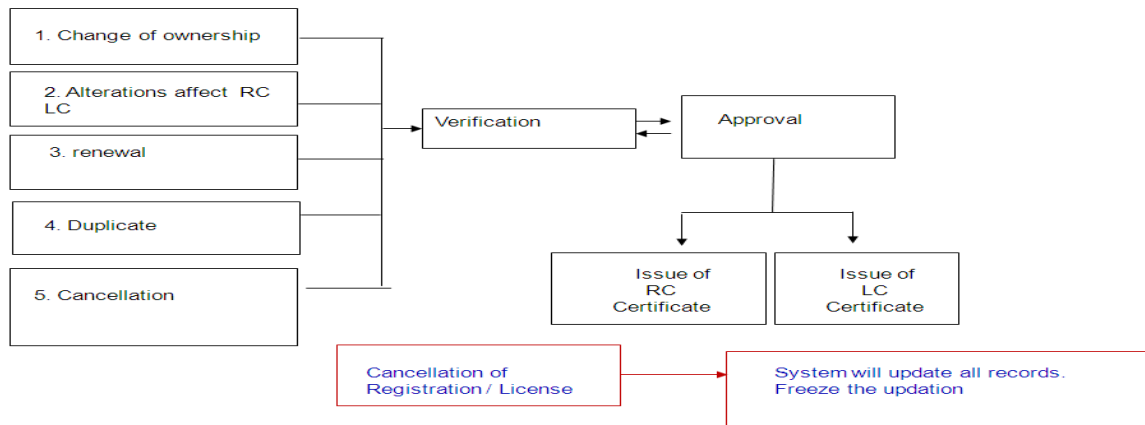 1. Change of ownership
2. Alterations affect RC
LC
3. renewal
4. Duplicate
5. Cancellation
Verification
Approval
Issue of
RC
Certificate
Issue of
LC
Certificate
Cancellation of
Registration / License
System will update all records.
Freeze the updation